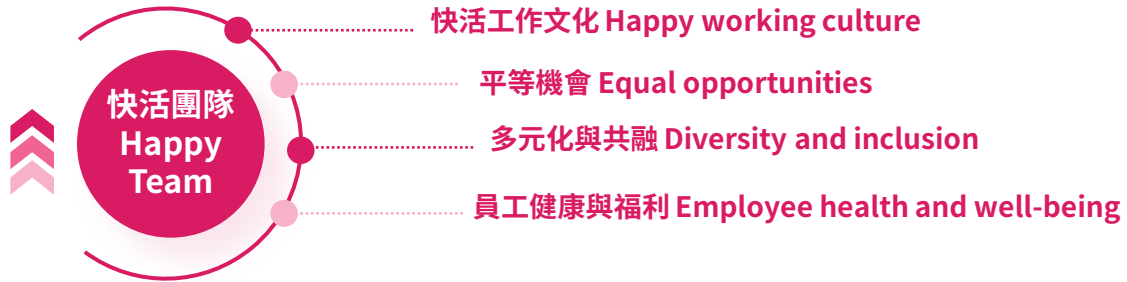 快活團隊
Happy
Team
快活工作文化 Happy working culture
平等機會 Equal opportunities
多元化與共融 Diversity and inclusion
員工健康與福利 Employee health and well-being